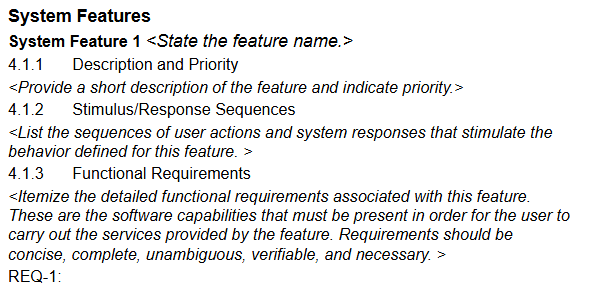 System Features
System Feature 1 <State the feature name.>
4.1.1 Description and Priority
<Provide a short description of the feature and indicate priority.>
4.1.2 Stimulus/Response Sequences
<List the sequences of user actions and system responses that stimulate the
behavior defined for this feature. >
4.1.3 Functional Requirements
<Itemize the detailed functional requirements associated with this feature.
These are the software capabilities that must be present in order for the user to
carry out the services provided by the feature. Requirements should be
concise, complete, unambiguous, verifiable, and necessary. >
REQ-1: